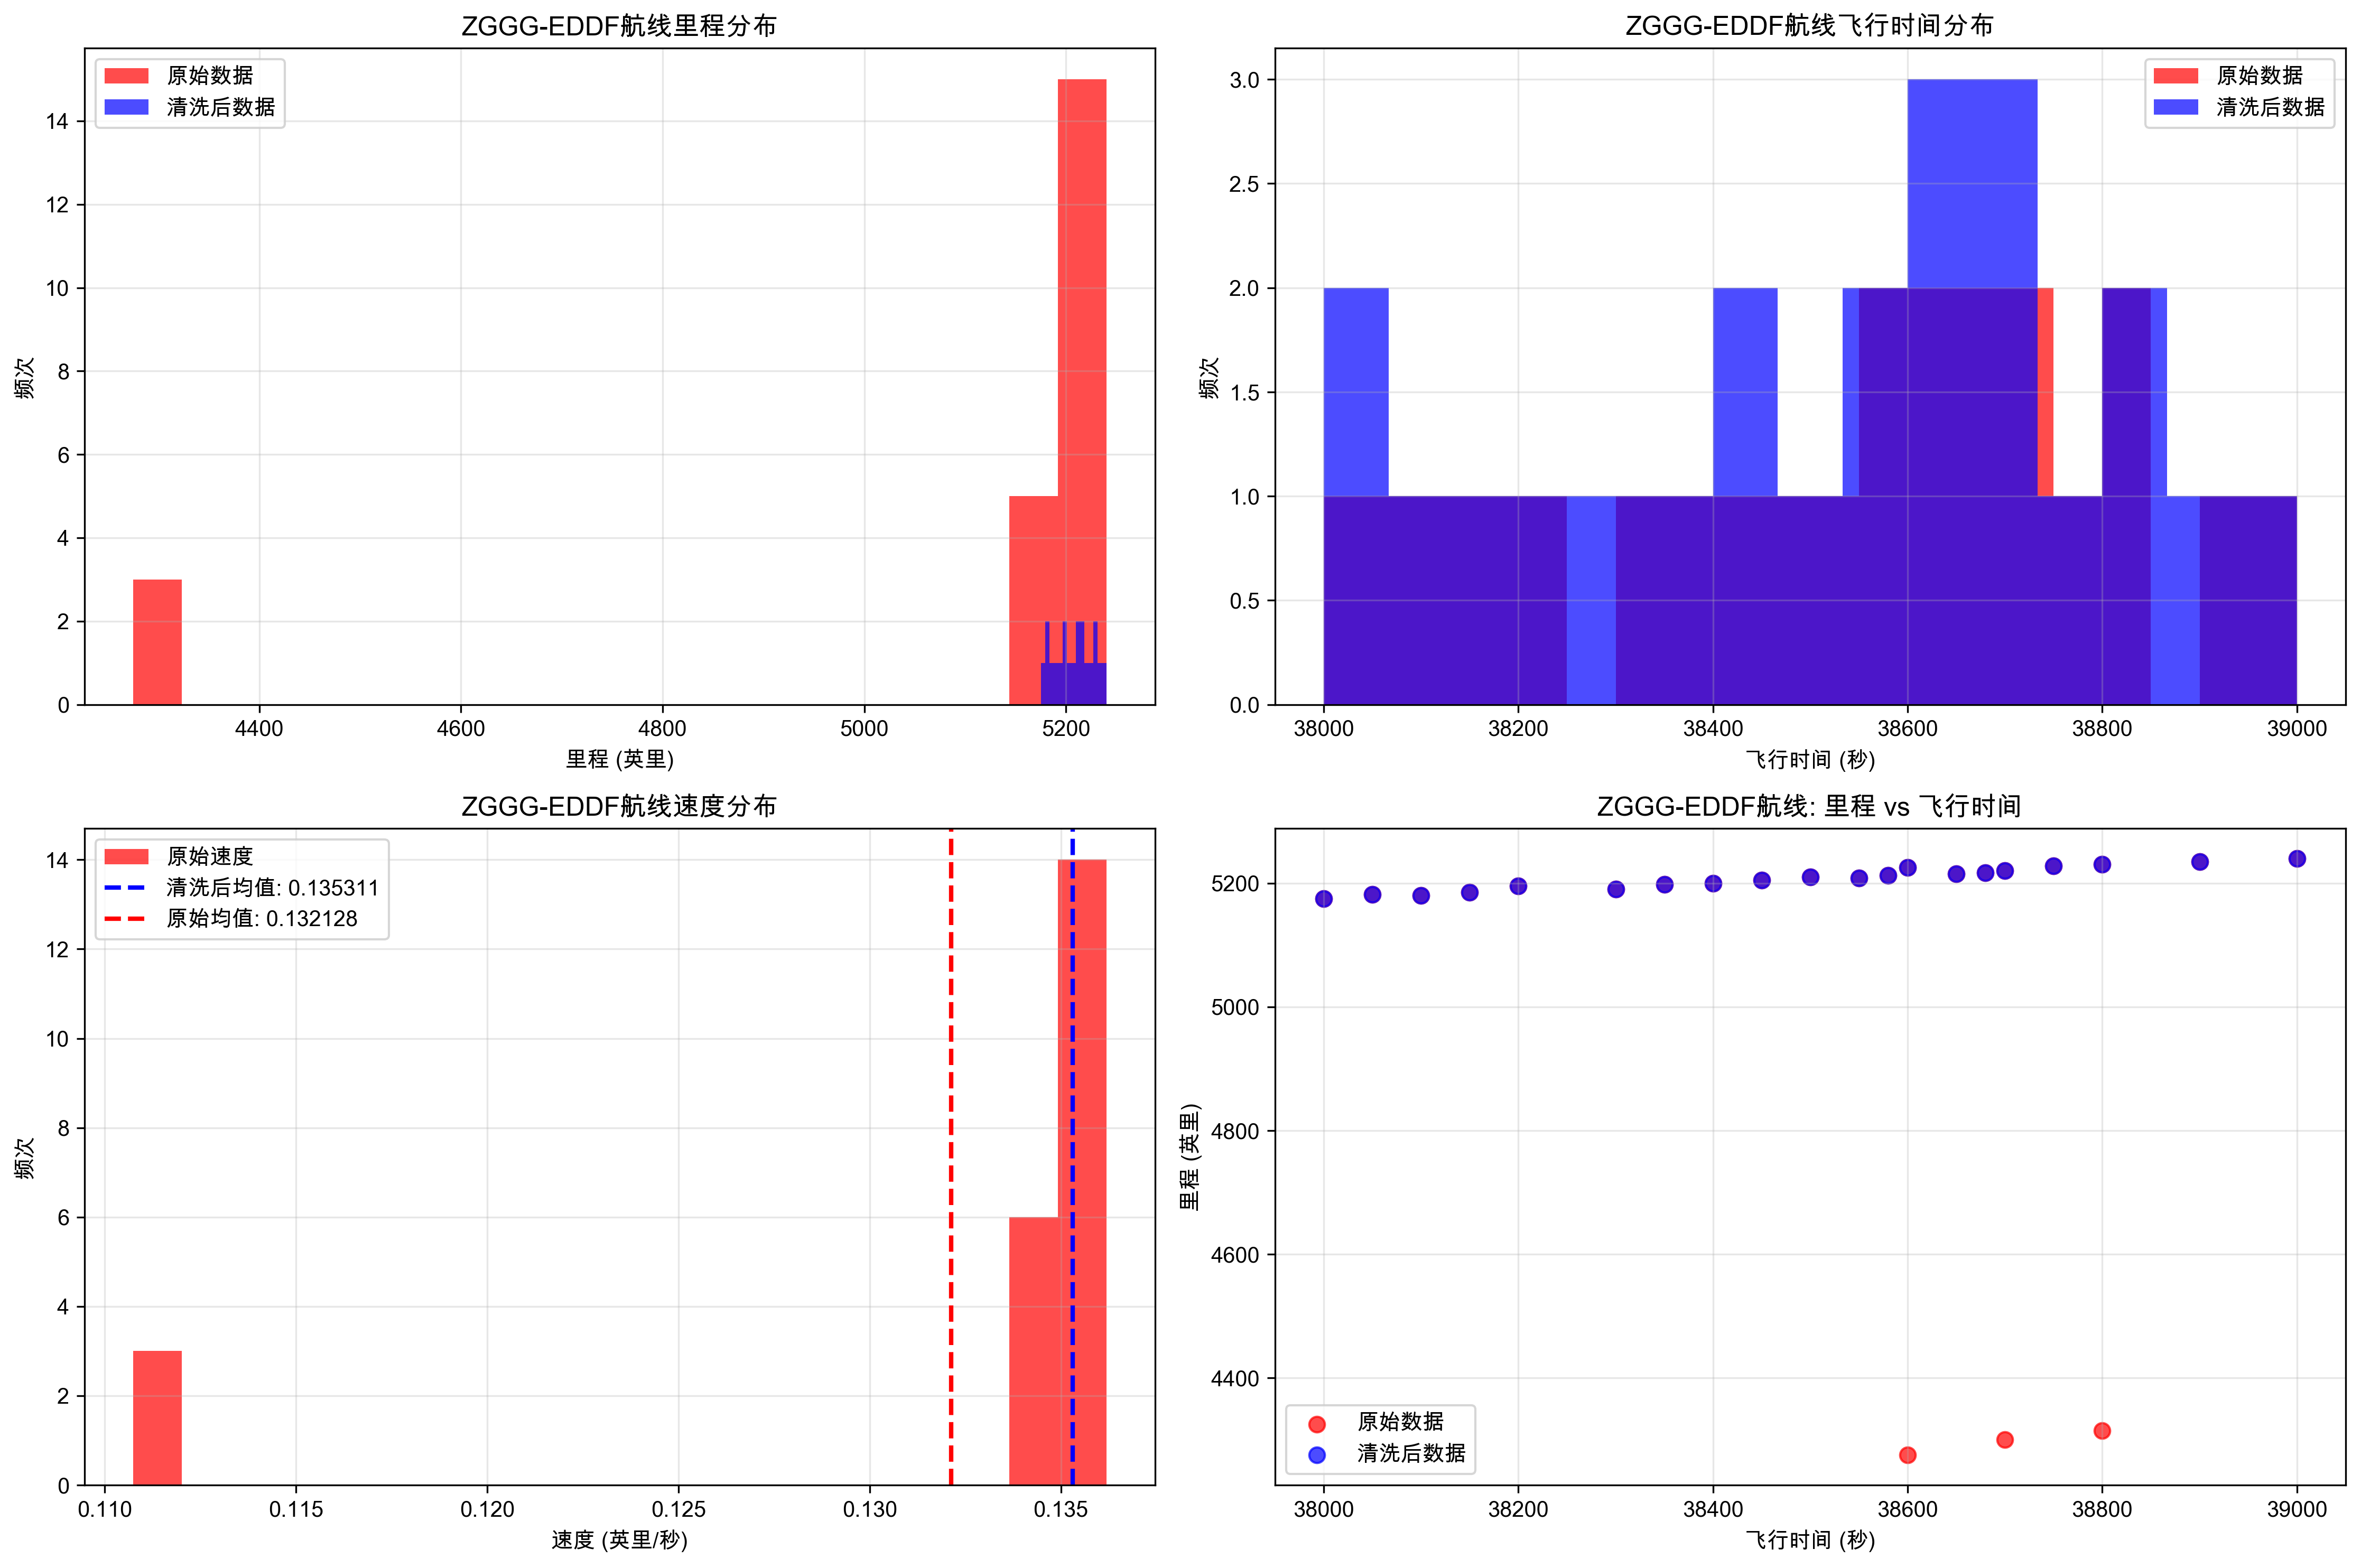 ZGGG-EDDF航线里程分布
原始数据
清洗后数据
频次
14
12
10
8
6
4
2
0
4400
4600
4800
5000
5200
里程 (英里)
ZGGG-EDDF航线飞行时间分布
原始数据
清洗后数据
频次
3.0
2.5
2.0
1.5
1.0
0.5
0.0
38000
38200
38400
38600
38800
39000
飞行时间 (秒)
ZGGG-EDDF航线速度分布
原始速度
清洗后均值: 0.135311
原始均值: 0.132128
频次
14
12
10
8
6
4
2
0
0.110
0.115
0.120
0.125
0.130
0.135
速度 (英里/秒)
ZGGG-EDDF航线: 里程 vs 飞行时间
里程 (英里)
5200
5000
4800
4600
4400
原始数据
清洗后数据
38000
38200
38400
38600
38800
39000
飞行时间 (秒)